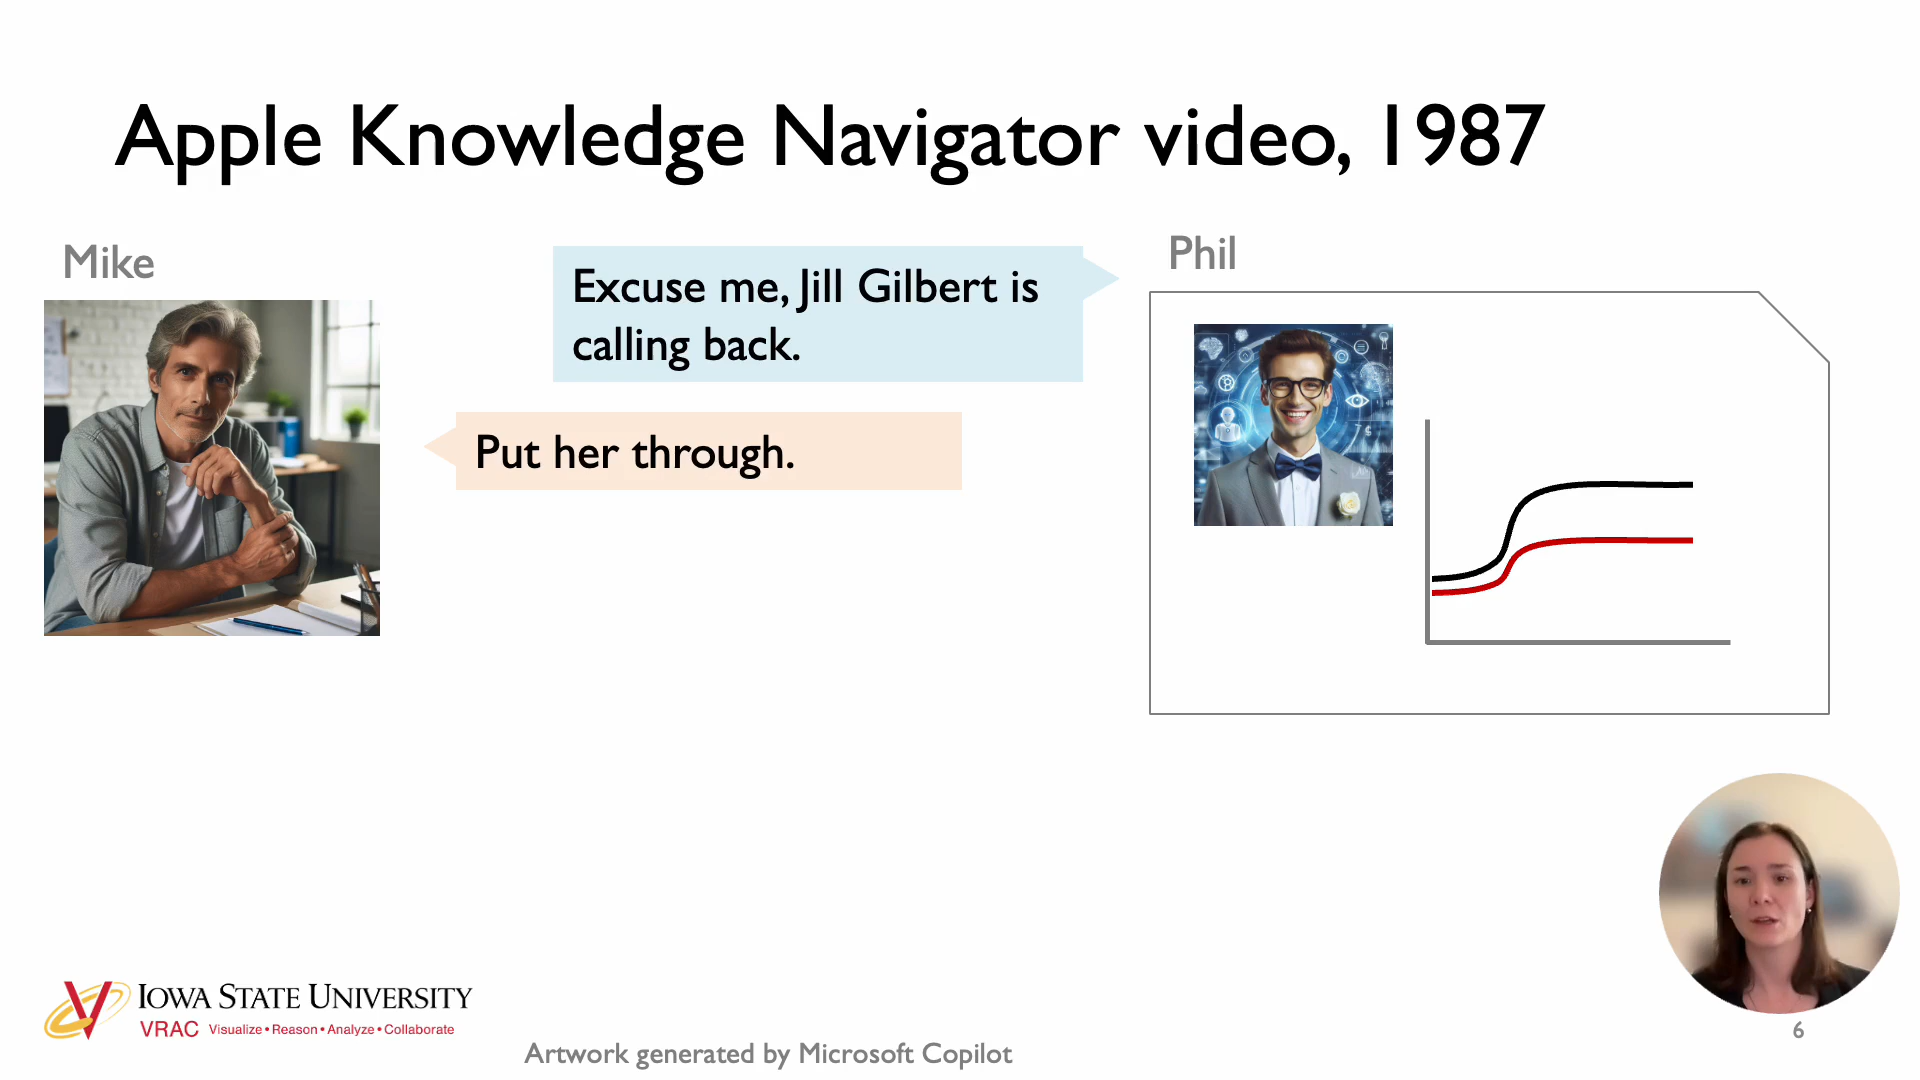 Apple Knowledge Navigator video, 1987
Mike
Excuse me, Jill Gilbert is
calling back.
Phil
Put her through.
IOWA STATE UNIVERSITY
VRAC Visualize • Reason • Analyze • Collaborate
Artwork generated by Microsoft Copilot
6